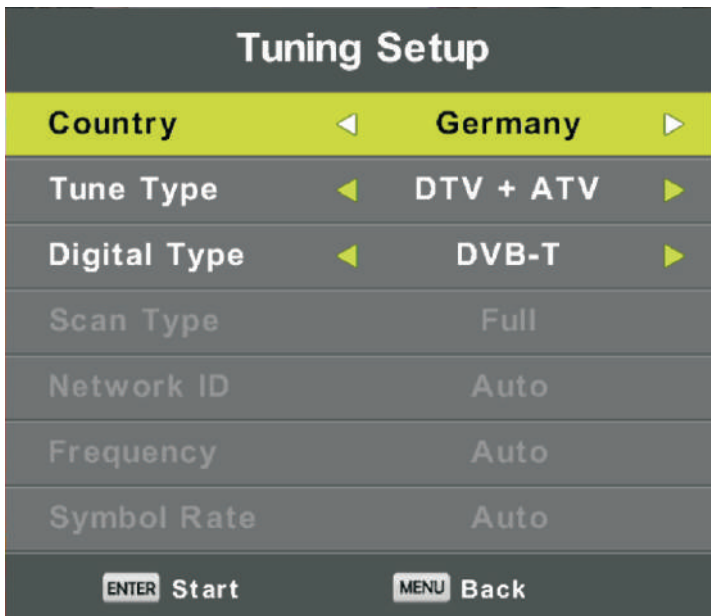 Tuning Setup
Country Germany
Tune Type DTV + ATV
Digital Type DVB-T
Scan Type Full
Network ID Auto
Frequency Auto
Symbol Rate Auto
ENTER Start MENU Back